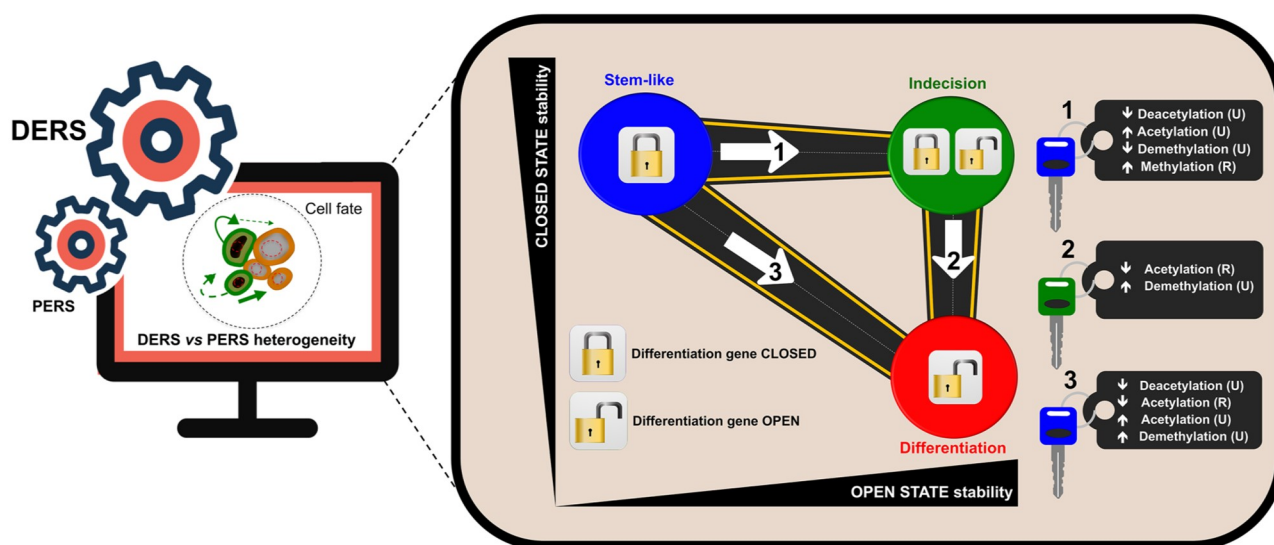 DERS
PERS
Cell fate
DERS vs PERS heterogeneity
CLOSED STATE stability
OPEN STATE stability
Stem-like
Indecision
Differentiation
1
2
3
Differentiation gene CLOSED
Differentiation gene OPEN
1
↓ Deacetylation (U)
↑ Acetylation (U)
↓ Demethylation (U)
↑ Methylation (R)
2
↓ Acetylation (R)
↑ Demethylation (U)
3
↓ Deacetylation (U)
↓ Acetylation (R)
↑ Acetylation (U)
↑ Demethylation (U)